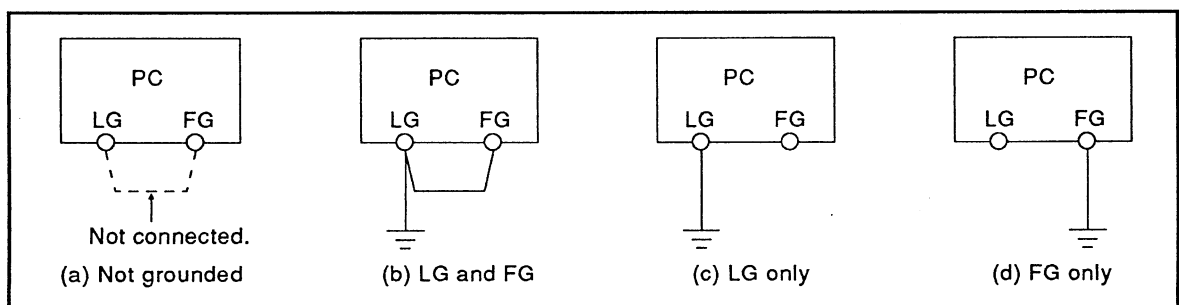 PC
LG FG
Not connected.
(a) Not grounded
PC
LG FG
(b) LG and FG
PC
LG FG
(c) LG only
PC
LG FG
(d) FG only